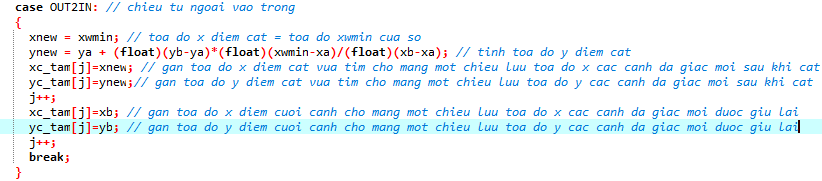 case OUT2IN: // chieu tu ngoai vao trong
{
xnew = xwmin; // toa do x diem cat = toa do xwmin cua so
ynew = ya + (float)(yb-ya)*(float)(xwmin-xa)/(float)(xb-xa); // tinh toa do y diem cat
xc_tam[j]=xnew; // gan toa do x diem cat vua tim cho mang mot chieu luu toa do x cac canh da giac moi sau khi cat
yc_tam[j]=ynew;// gan toa do y diem cat vua tim cho mang mot chieu luu toa do y cac canh da giac moi sau khi cat
j++;
xc_tam[j]=xb; // gan toa do x diem cuoi canh cho mang mot chieu luu toa do x cac canh da giac moi duoc giu lai
yc_tam[j]=yb; // gan toa do y diem cuoi canh cho mang mot chieu luu toa do y cac canh da giac moi duoc giu lai
j++;
break;
}